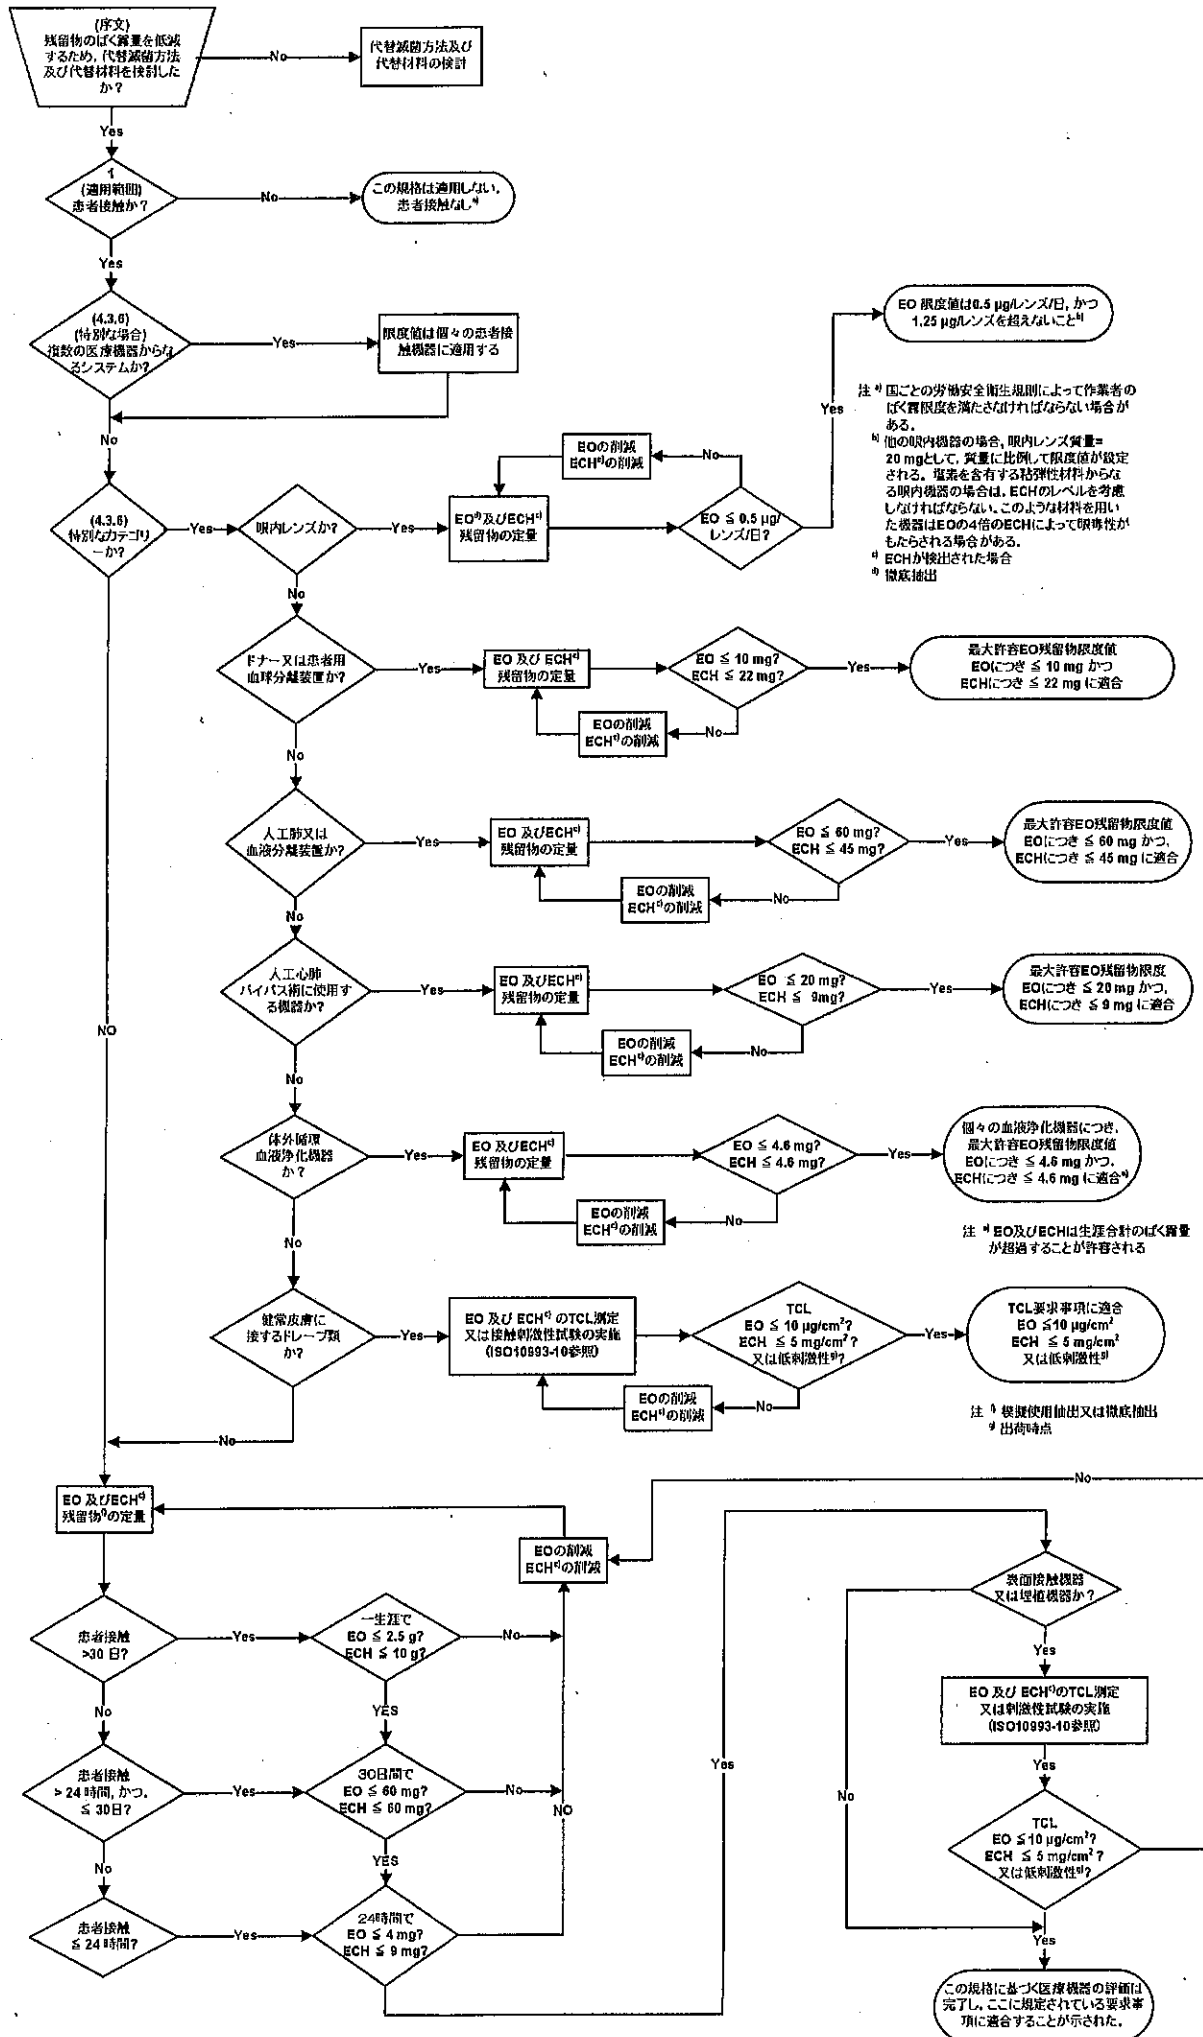 (序文)
残留物のばく露量を低減
するため，代替滅菌方法
及び代替材料を検討した
か？
No
代替滅菌方法及び
代替材料の検討
Yes
1
(適用範囲)
患者接触か？
No
この規格は適用しない，
患者接触なしa)
Yes
(4.3.6)
(特別な場合)
複数の医療機器からな
るシステムか？
Yes
限度値は個々の患者接
触機器に適用する
No
EO 限度値は0.5 µg/レンズ/日, かつ
1.25 µg/レンズを超えないことb)
Yes
注 a) 国ごとの労働安全衛生規則によって作業者の
ばく露限度を満たさなければならない場合が
ある。
b) 他の眼内機器の場合，眼内レンズ質量=
20 mgとして，質量に比例して限度値が設定
される。塩素を含有する粘弾性材料からな
る眼内機器の場合は，ECHのレベルを考慮
しなければならない。このような材料を用い
た機器はEOの4倍のECHによって眼毒性が
もたらされる場合がある。
c) ECHが検出された場合
d) 徹底抽出
(4.3.6)
特別なカテゴリ
ーか？
Yes
眼内レンズか？
Yes
EOd)及びECHc)
残留物の定量
EO ≦ 0.5 µg/
レンズ/日？
No
EOの削減
ECHc)の削減
No
ドナー又は患者用
血球分離装置か？
Yes
EO 及び ECHc)
残留物の定量
EO ≦ 10 mg?
ECH ≦ 22 mg?
Yes
最大許容EO残留物限度値
EOにつき ≦ 10 mg かつ
ECHにつき ≦ 22 mg に適合
No
EOの削減
ECHc)の削減
No
人工肺又は
血液分離装置か？
Yes
EO 及びECHc)
残留物の定量
EO ≦ 60 mg?
ECH ≦ 45 mg?
Yes
最大許容EO残留物限度値
EOにつき ≦ 60 mg かつ，
ECHにつき ≦ 45 mg に適合
No
EOの削減
ECHc)の削減
No
人工心肺
バイパス術に使用す
る機器か？
Yes
EO 及びECHc)
残留物の定量
EO ≦ 20 mg?
ECH ≦ 9mg?
Yes
最大許容EO残留物限度
EOにつき ≦ 20 mg かつ，
ECHにつき ≦ 9 mg に適合
No
EOの削減
ECHc)の削減
NO
No
体外循環
血液浄化機器
か？
Yes
EO 及びECHc)
残留物の定量
EO ≦ 4.6 mg?
ECH ≦ 4.6 mg?
Yes
個々の血液浄化機器につき，
最大許容EO残留物限度値
EOにつき ≦ 4.6 mg かつ，
ECHにつき ≦ 4.6 mg に適合e)
No
EOの削減
ECHc)の削減
注 e) EO及びECHは生涯合計のばく露量
が超過することが許容される
No
健常皮膚に
接するドレープ類
か？
Yes
EO 及び ECHc) のTCL測定
又は接触刺激性試験の実施
(ISO10993-10参照)
TCL
EO ≦ 10 µg/cm²?
ECH ≦ 5 mg/cm²?
又は低刺激性g)?
Yes
TCL要求事項に適合
EO ≦10 µg/cm²
ECH ≦ 5 mg/cm²
又は低刺激性g)
No
EOの削減
ECHc)の削減
注 f) 模擬使用抽出又は徹底抽出
g) 出荷時点
No
EO 及びECHc)
残留物f)の定量
No
EOの削減
ECHc)の削減
患者接触
>30 日?
Yes
一生涯で
EO ≦ 2.5 g?
ECH ≦ 10 g?
No
No
YES
患者接触
> 24 時間, かつ,
≦ 30日?
Yes
30日間で
EO ≦ 60 mg?
ECH ≦ 60 mg?
No
NO
No
YES
患者接触
≦ 24 時間?
Yes
24時間で
EO ≦ 4 mg?
ECH ≦ 9 mg?
Yes
表面接触機器
又は埋植機器か？
Yes
EO 及び ECHc)のTCL測定
又は刺激性試験の実施
(ISO10993-10参照)
Yes
No
TCL
EO ≦10 µg/cm²?
ECH ≦ 5 mg/cm²?
又は低刺激性g)?
Yes
この規格に基づく医療機器の評価は
完了し，ここに規定されている要求事
項に適合することが示された。